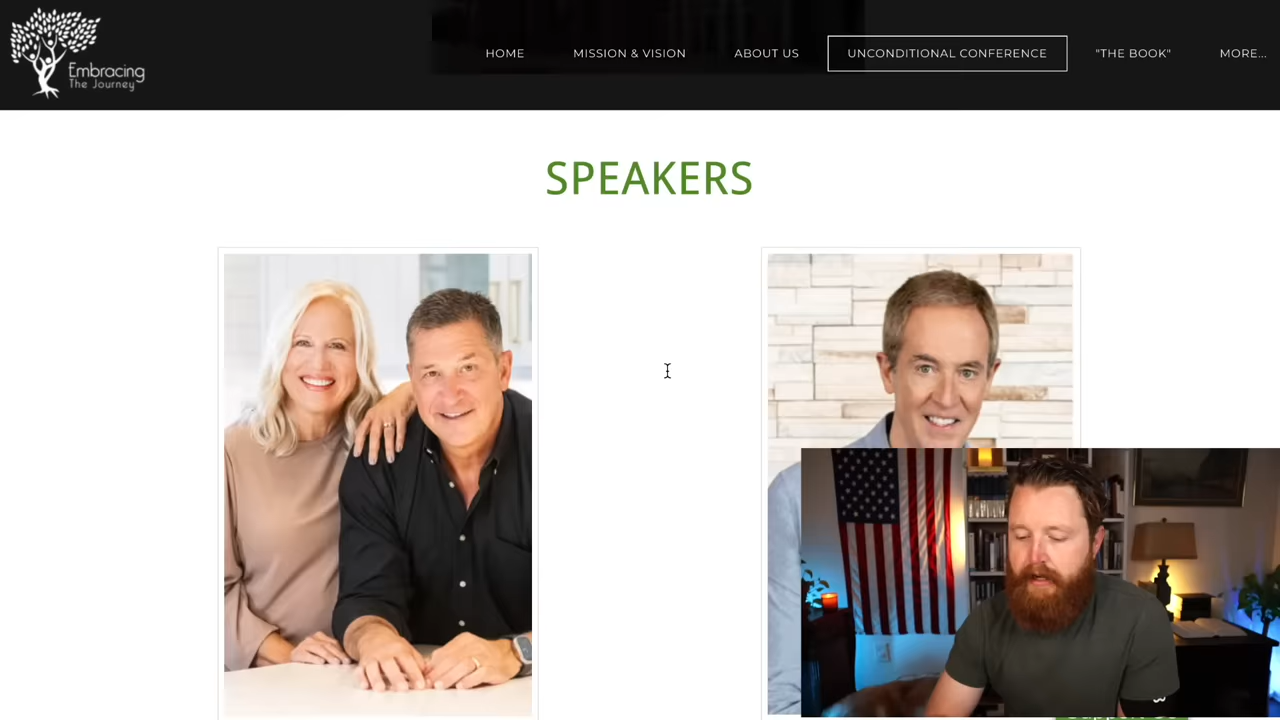 Embracing
The Journey
HOME
MISSION & VISION
ABOUT US
UNCONDITIONAL CONFERENCE
"THE BOOK"
MORE...
SPEAKERS